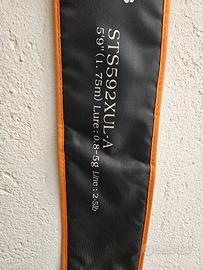 STS592XUL-A
5'9"(1.75m) Lure: 0.8-5g Line: 2-5lb